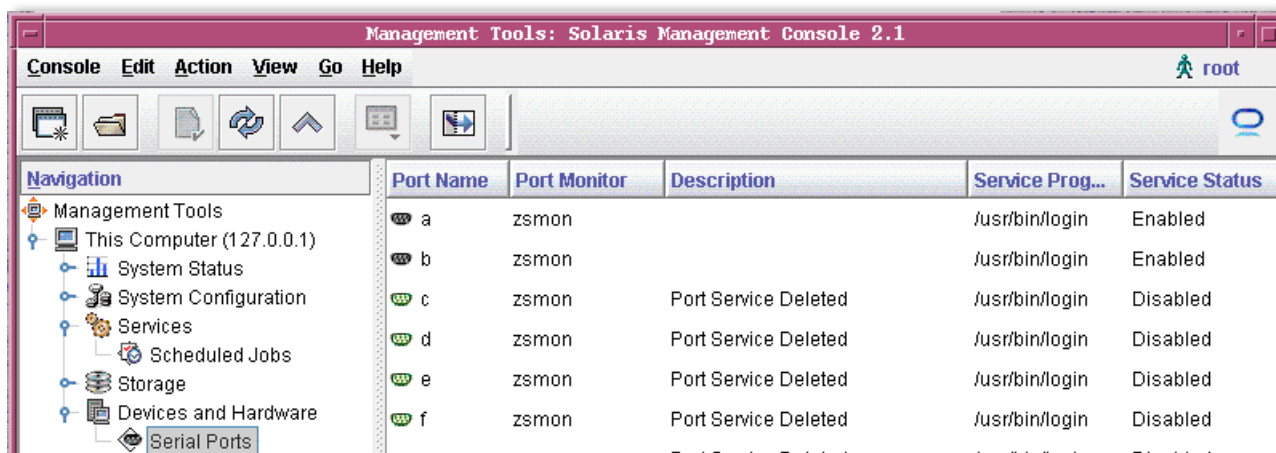 Management Tools: Solaris Management Console 2.1
Console Edit Action View Go Help root
Navigation
Management Tools
This Computer (127.0.0.1)
System Status
System Configuration
Services
Scheduled Jobs
Storage
Devices and Hardware
Serial Ports
Port Name Port Monitor Description Service Prog... Service Status
a zsmon /usr/bin/login Enabled
b zsmon /usr/bin/login Enabled
c zsmon Port Service Deleted /usr/bin/login Disabled
d zsmon Port Service Deleted /usr/bin/login Disabled
e zsmon Port Service Deleted /usr/bin/login Disabled
f zsmon Port Service Deleted /usr/bin/login Disabled